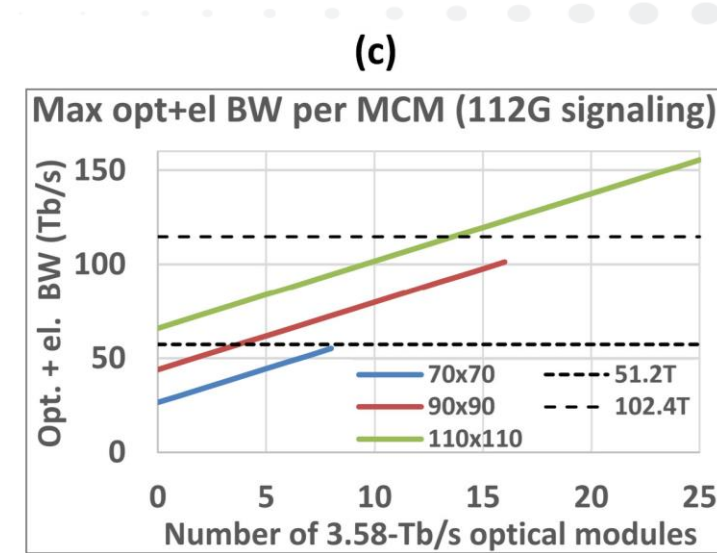 (c)
Max opt+el BW per MCM (112G signaling)
Opt. + el. BW (Tb/s)
150
100
50
0
70x70 51.2T
90x90 102.4T
110x110
0 5 10 15 20 25
Number of 3.58-Tb/s optical modules